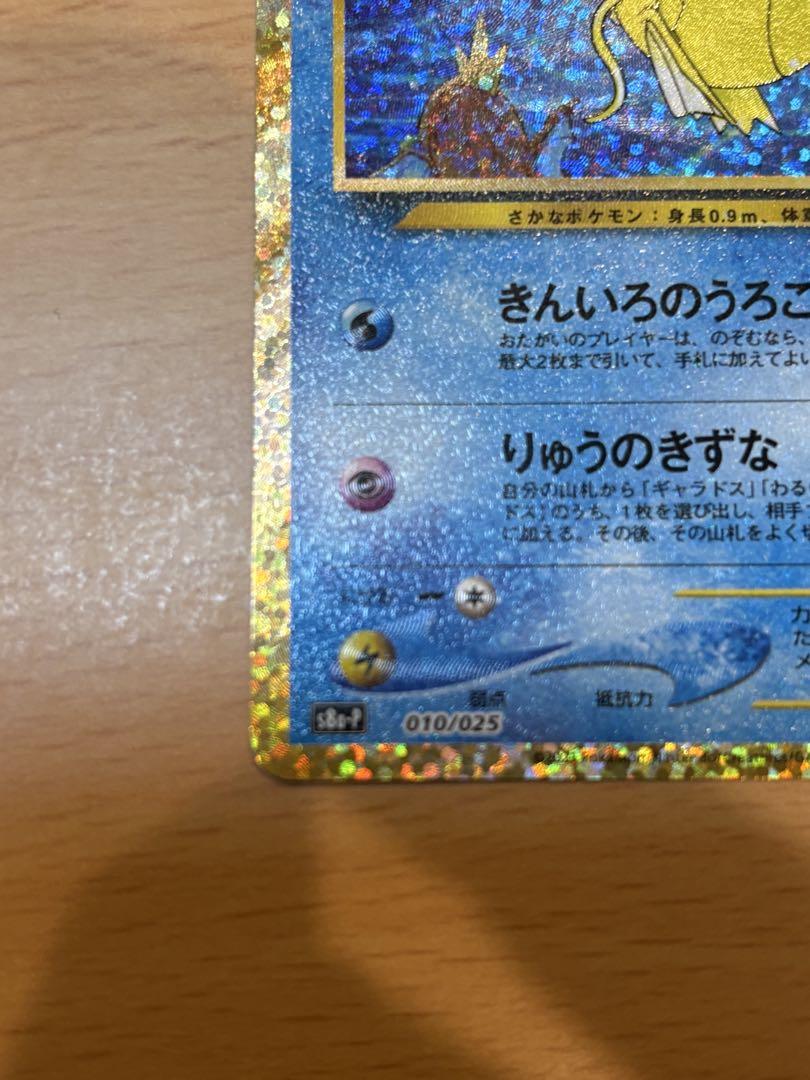 さかなポケモン：身長0.9m、体重
きんいろのうろこ
おたがいのプレイヤーは、のぞむなら、
最大2枚まで引いて、手札に加えてよい
りゅうのきずな
自分の山札から「ギャラドス」「わる
ドス」のうち、1枚を選び出し、相手
に加える。その後、その山札をよく
弱点
抵抗力
s8a-P
010/025